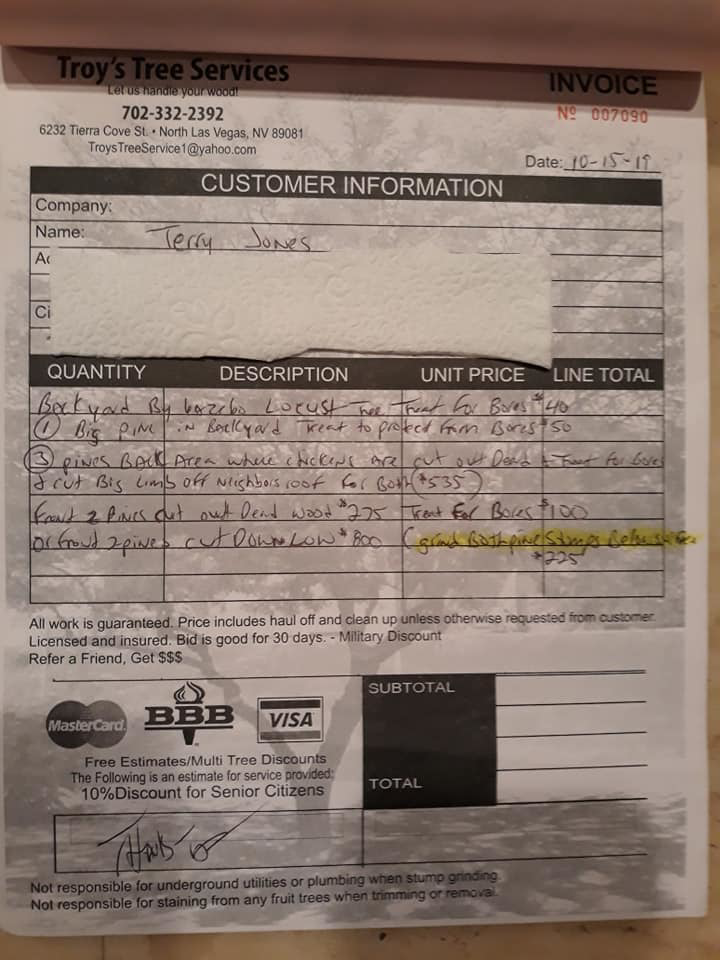 Troy's Tree Services
Let us handle your wood!
702-332-2392
6232 Tierra Cove St. • North Las Vegas, NV 89081
TroysTreeService1@yahoo.com
INVOICE
Nº 007090
Date: 10-15-19
CUSTOMER INFORMATION
Company:
Name: Terry Jones
Ci
QUANTITY DESCRIPTION UNIT PRICE LINE TOTAL
Backyard By Gazebo Locust Tree Treat For Bores $40
① Big pine in Backyard Treat to protect from Bores $50
③ pines BACK Area where chickens are cut out Dead + Treat for bores
+ cut Big Limb off Neighbors roof For Both $535
Front 2 Pines cut out Dead wood $275 Treat For Bores $100
Or Front 2 pines cut DOWN LOW $800 (grind Both pine Stumps Below
$225
All work is guaranteed. Price includes haul off and clean up unless otherwise requested from customer.
Licensed and insured. Bid is good for 30 days. - Military Discount
Refer a Friend, Get $$$
MasterCard.
BBB
VISA
Free Estimates/Multi Tree Discounts
The Following is an estimate for service provided:
10%Discount for Senior Citizens
SUBTOTAL
TOTAL
Not responsible for underground utilities or plumbing when stump grinding.
Not responsible for staining from any fruit trees when trimming or removal.